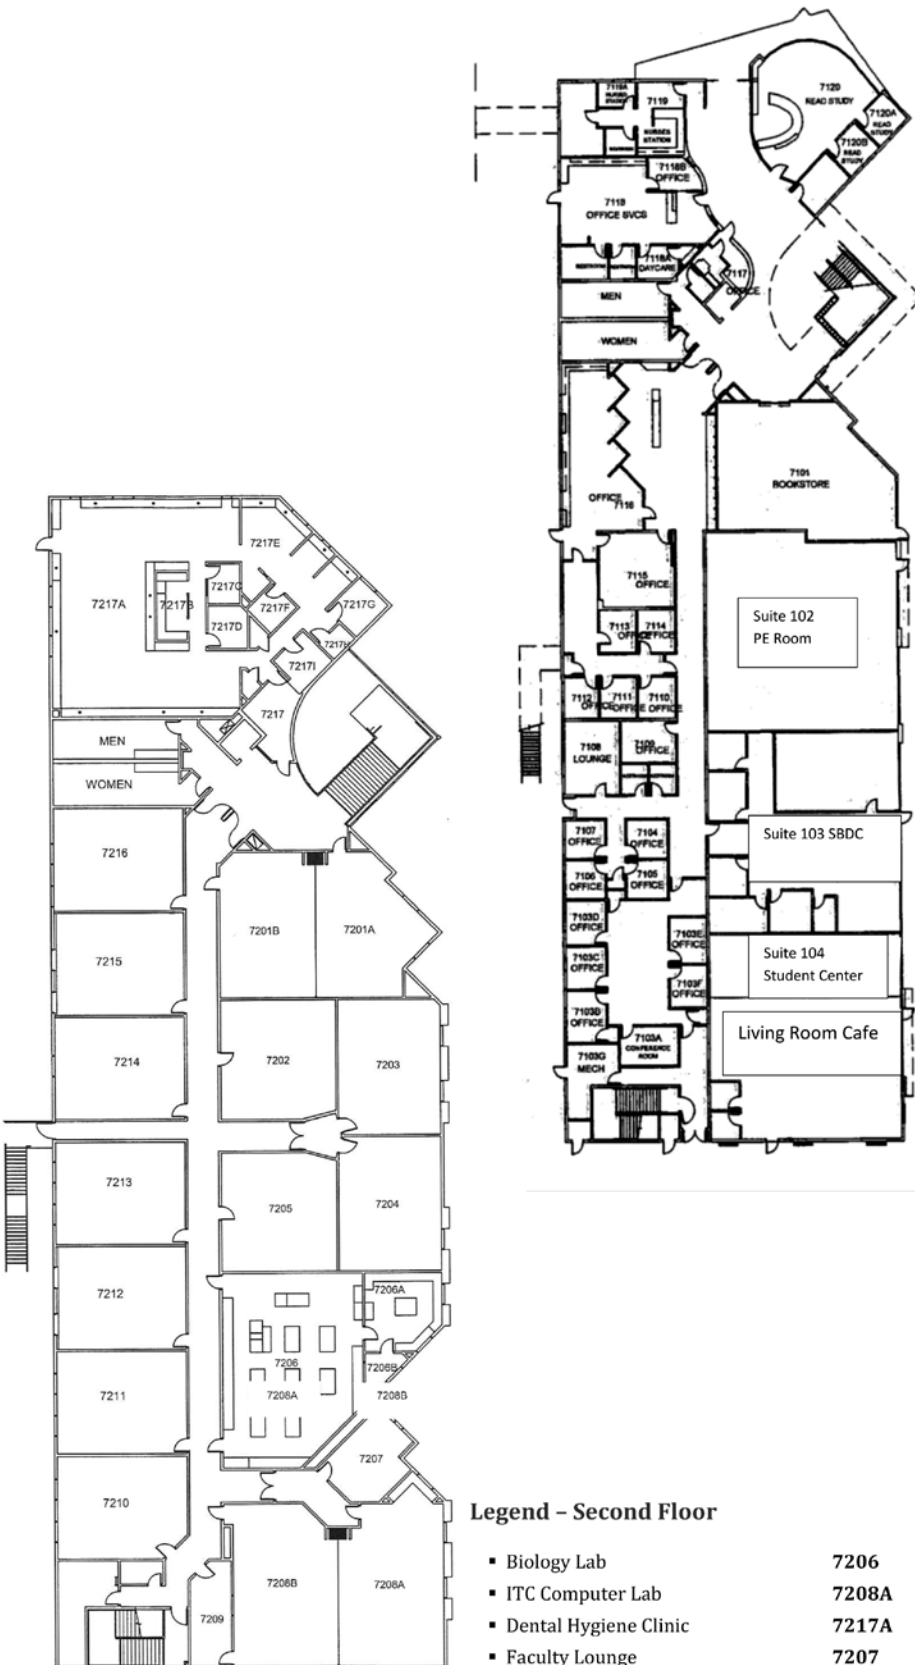 7119A
NURSES
STATION
7119
NURSES
STATION
7120
READ STUDY
7120A
READ
STUDY
7120B
READ
STUDY
7118B
OFFICE
7118
OFFICE SVCS
7118A
DAYCARE
7117
OFFICE
MEN
WOMEN
7101
BOOKSTORE
OFFICE
7116
7115
OFFICE
Suite 102
PE Room
7113
OFFICE
7114
OFFICE
7112
OFFICE
7111
OFFICE
7110
OFFICE
7108
LOUNGE
7109
OFFICE
7107
OFFICE
7104
OFFICE
Suite 103 SBDC
7106
OFFICE
7105
OFFICE
7103D
OFFICE
7103E
OFFICE
7103C
OFFICE
Suite 104
Student Center
7103F
OFFICE
7103B
OFFICE
7103A
CONFERENCE
ROOM
Living Room Cafe
7103G
MECH
7217E
7217A
7217B
7217C
7217F
7217G
7217D
7217H
7217I
7217
MEN
WOMEN
7216
7201B
7201A
7215
7214
7202
7203
7213
7205
7204
7212
7206A
7206
7206B
7211
7208A
7208B
7207
7210
7208B
7208A
7209
Legend – Second Floor
▪ Biology Lab 7206
▪ ITC Computer Lab 7208A
▪ Dental Hygiene Clinic 7217A
▪ Faculty Lounge 7207